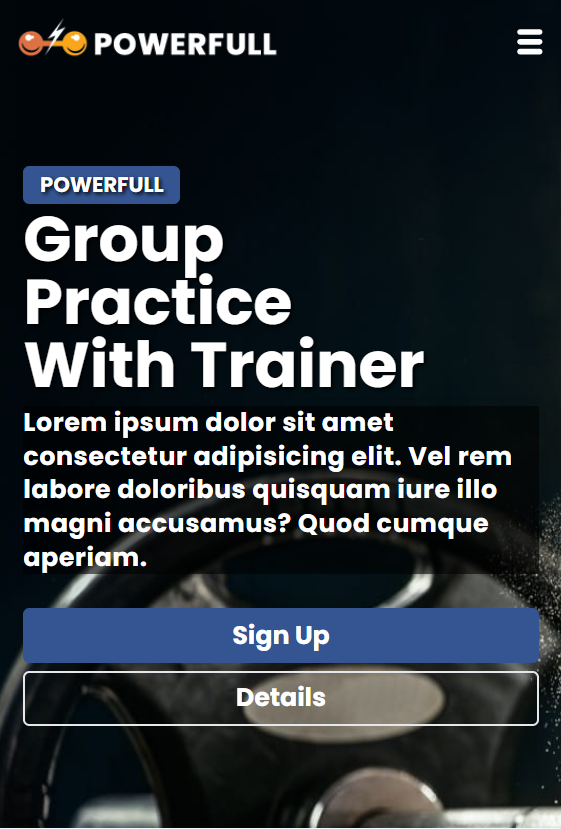 POWERFULL
POWERFULL
Group
Practice
With Trainer
Lorem ipsum dolor sit amet
consectetur adipisicing elit. Vel rem
labore doloribus quisquam iure illo
magni accusamus? Quod cumque
aperiam.
Sign Up
Details